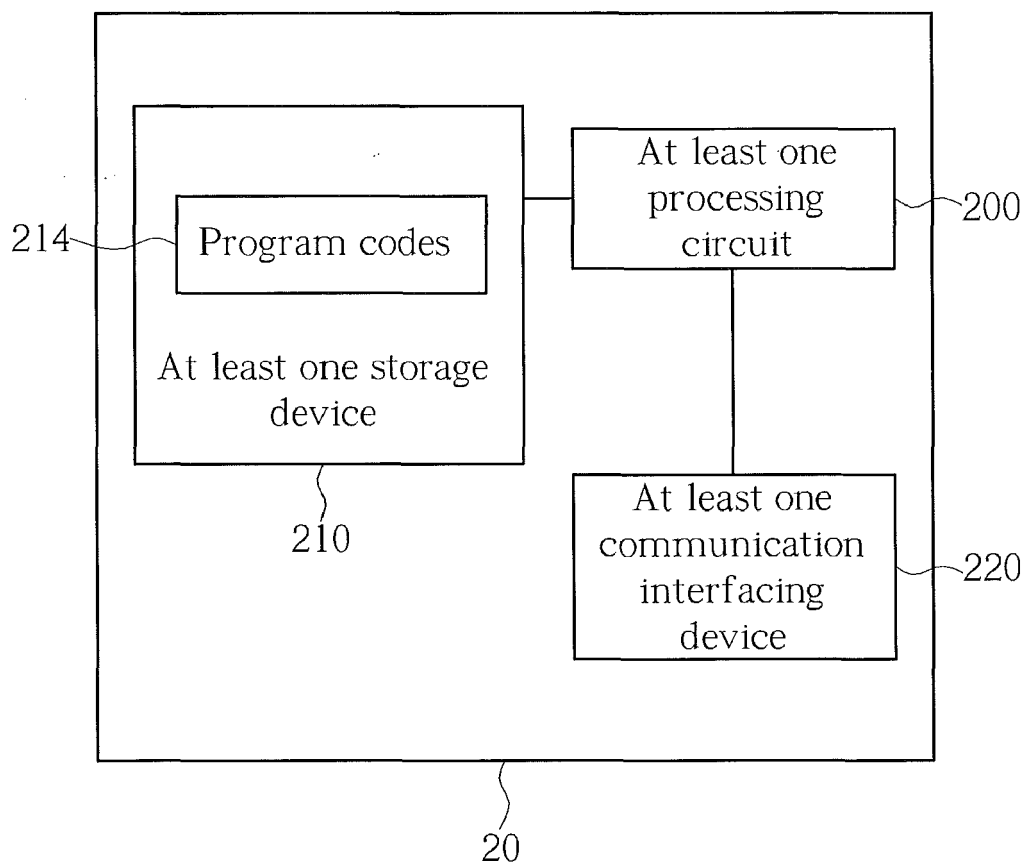 At least one
processing
circuit
200
214
Program codes
At least one storage
device
210
At least one
communication
interfacing
device
220
20